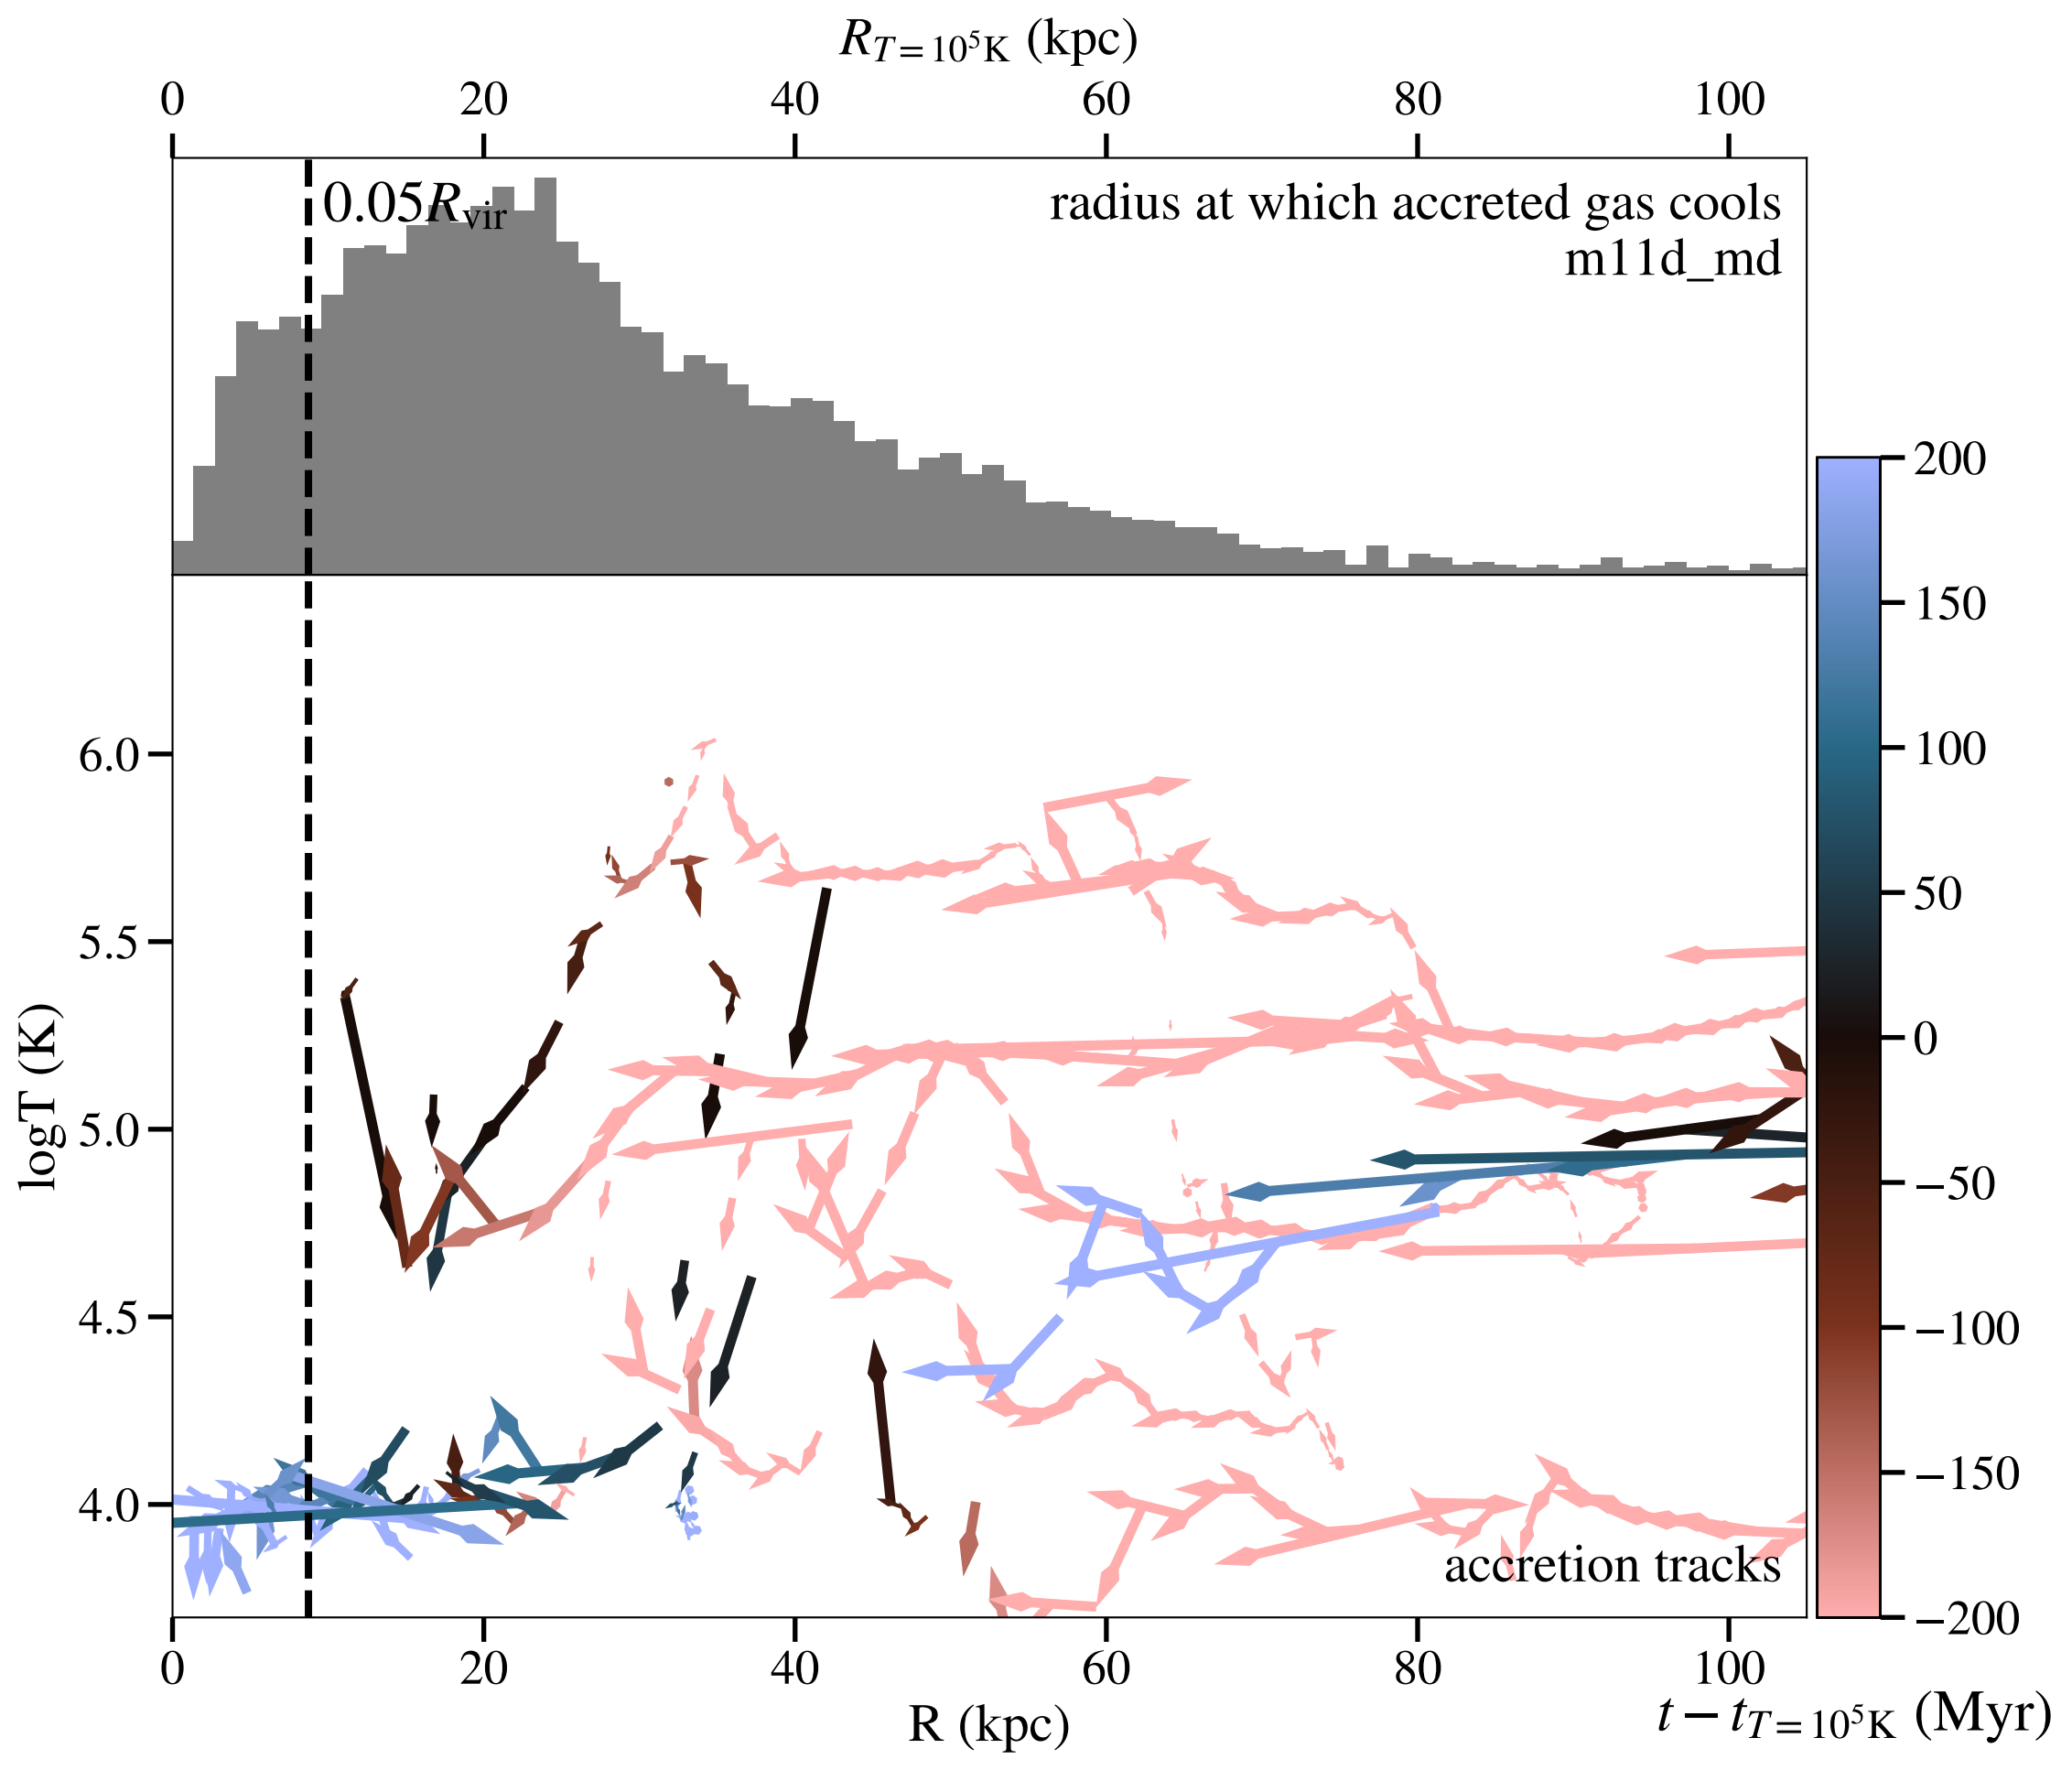 R_{T=10^5K} (kpc)
0 20 40 60 80 100
0.05R_{vir}
radius at which accreted gas cools
m11d_md
6.0
5.5
5.0
4.5
4.0
logT (K)
accretion tracks
0 20 40 60 80 100
R (kpc)
200
150
100
50
0
−50
−100
−150
−200
t − t_{T=10^5K} (Myr)